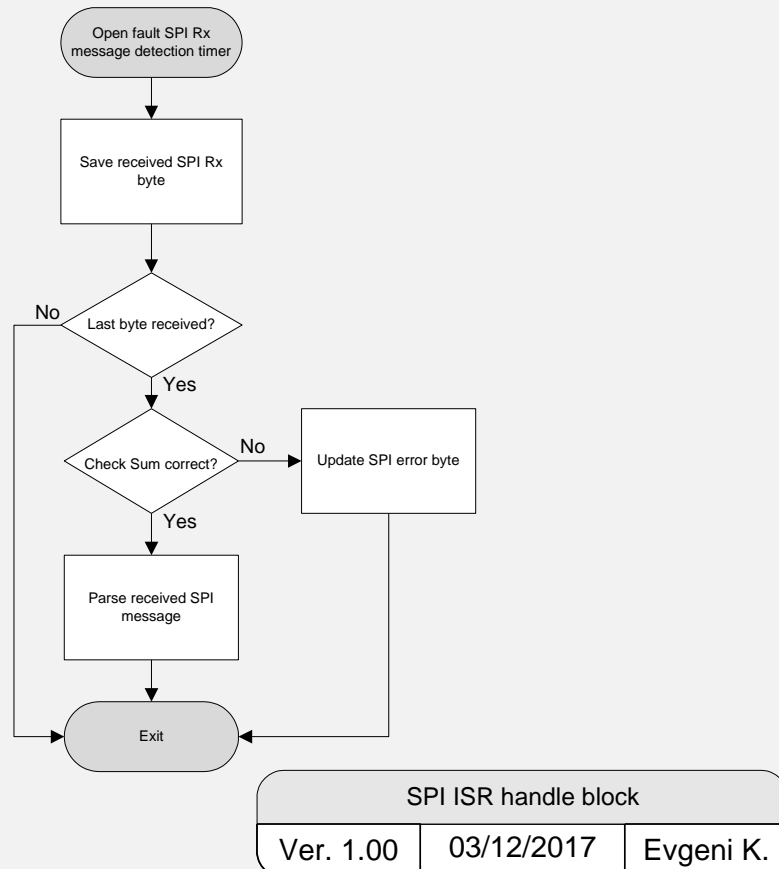 Open fault SPI Rx
message detection timer
Save received SPI Rx
byte
Last byte received?
No
Yes
Check Sum correct?
No
Update SPI error byte
Yes
Parse received SPI
message
Exit
SPI ISR handle block
Ver. 1.00
03/12/2017
Evgeni K.